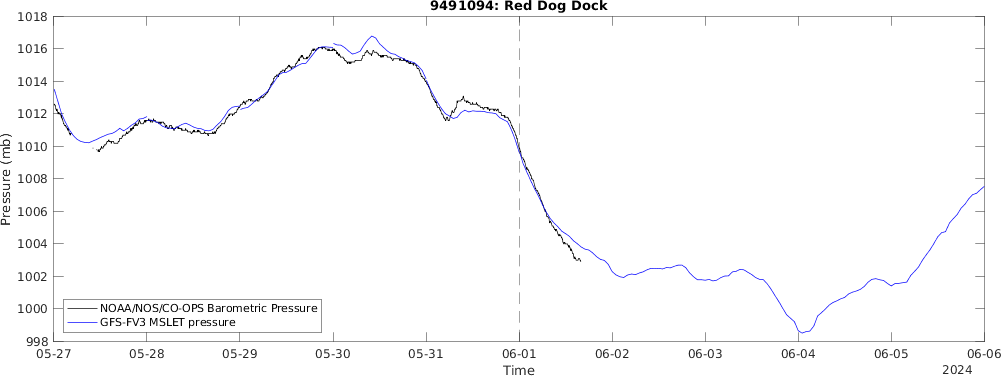 9491094: Red Dog Dock
Pressure (mb)
1018
1016
1014
1012
1010
1008
1006
1004
1002
1000
998
NOAA/NOS/CO-OPS Barometric Pressure
GFS-FV3 MSLET pressure
05-27 05-28 05-29 05-30 05-31 06-01 06-02 06-03 06-04 06-05 06-06
Time
2024